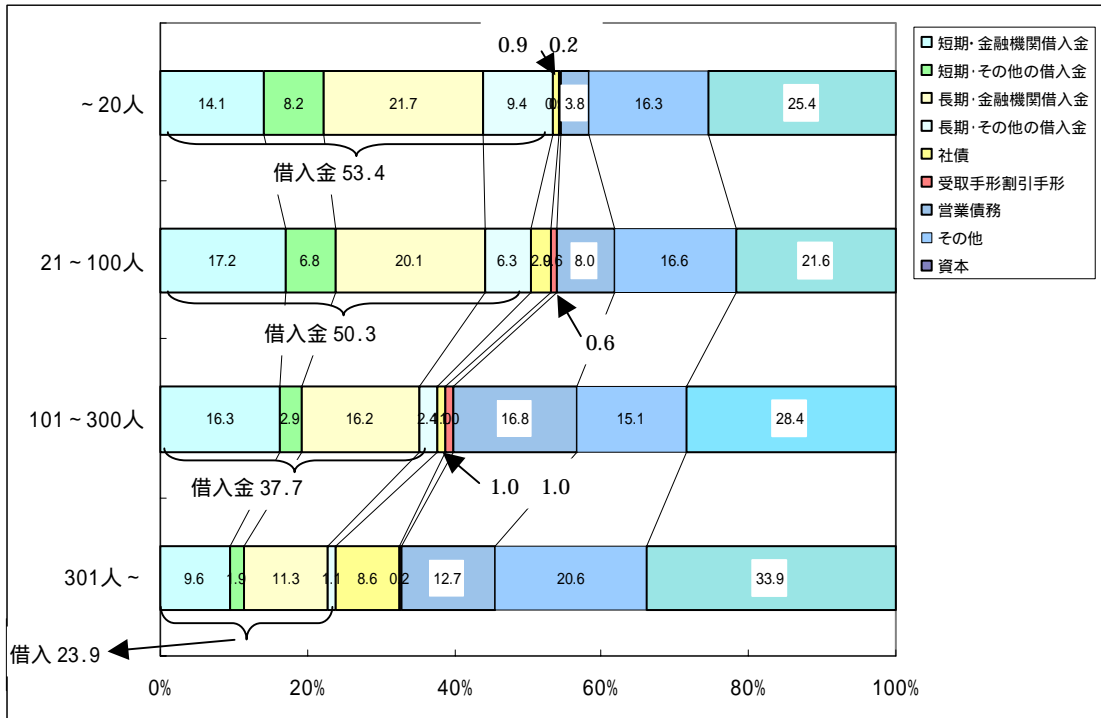 0.9 0.2
~20人
14.1 8.2 21.7 9.4 3.8 16.3 25.4
借入金 53.4
21~100人
17.2 6.8 20.1 6.3 8.0 16.6 21.6
借入金 50.3
0.6
101~300人
16.3 2.9 16.2 2.4 16.8 15.1 28.4
借入金 37.7
1.0 1.0
301人~
9.6 1.9 11.3 1.1 8.6 0.2 12.7 20.6 33.9
借入 23.9
0% 20% 40% 60% 80% 100%
短期・金融機関借入金
短期・その他の借入金
長期・金融機関借入金
長期・その他の借入金
社債
受取手形割引手形
営業債務
その他
資本